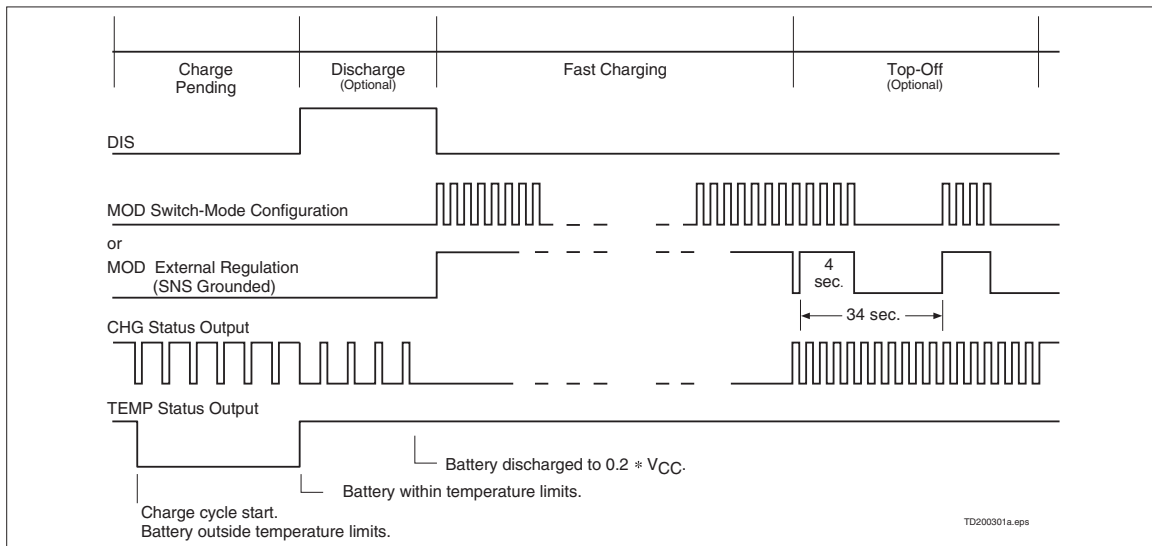 Charge
Pending
Discharge
(Optional)
Fast Charging
Top-Off
(Optional)
DIS
MOD Switch-Mode Configuration
or
MOD External Regulation
(SNS Grounded)
4
sec.
34 sec.
CHG Status Output
TEMP Status Output
Battery discharged to 0.2 * VCC.
Battery within temperature limits.
Charge cycle start.
Battery outside temperature limits.
TD200301a.eps